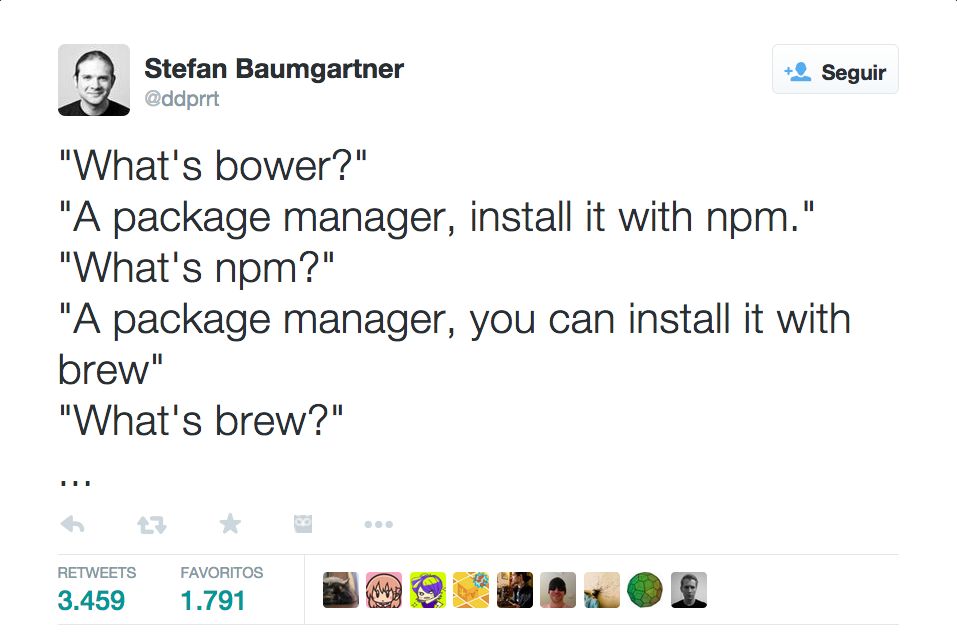 Stefan Baumgartner
@ddprrt
Seguir
"What's bower?"
"A package manager, install it with npm."
"What's npm?"
"A package manager, you can install it with
brew"
"What's brew?"
...
RETWEETS
3.459
FAVORITOS
1.791